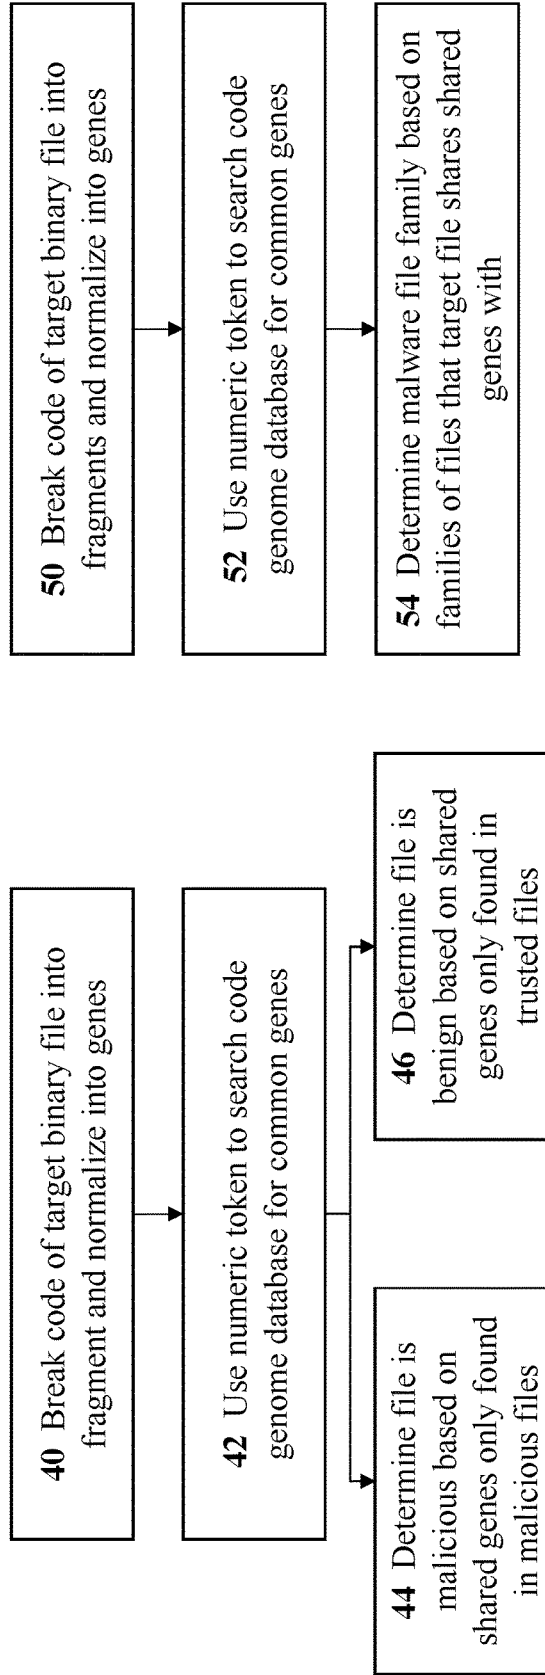 40 Break code of target binary file into
fragment and normalize into genes
42 Use numeric token to search code
genome database for common genes
44 Determine file is
malicious based on
shared genes only found
in malicious files
46 Determine file is
benign based on shared
genes only found in
trusted files
50 Break code of target binary file into
fragments and normalize into genes
52 Use numeric token to search code
genome database for common genes
54 Determine malware file family based on
families of files that target file shares shared
genes with